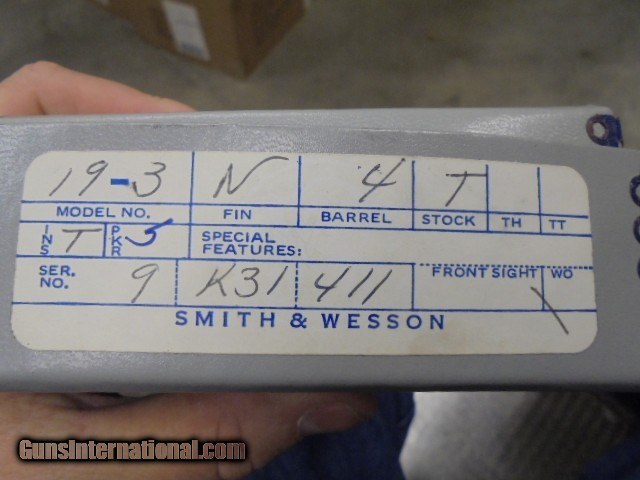 19-3 N 4 T
MODEL NO. FIN BARREL STOCK TH TT
INS T PKR 5 SPECIAL FEATURES:
SER. NO. 9 K31 411 FRONT SIGHT WO \
SMITH & WESSON
GunsInternational.com